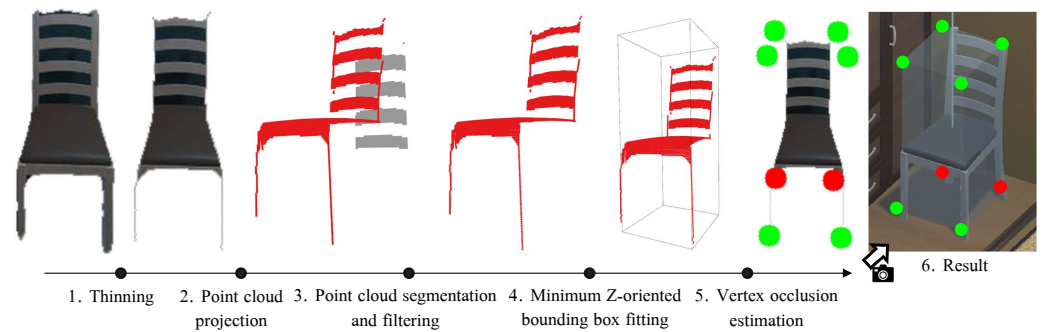 1. Thinning
2. Point cloud
projection
3. Point cloud segmentation
and filtering
4. Minimum Z-oriented
bounding box fitting
5. Vertex occlusion
estimation
6. Result